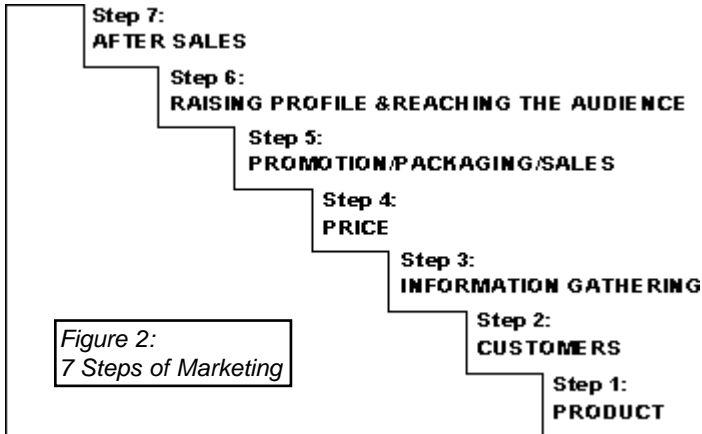 Step 7:
AFTER SALES
Step 6:
RAISING PROFILE &REACHING THE AUDIENCE
Step 5:
PROMOTION/PACKAGING/SALES
Step 4:
PRICE
Step 3:
INFORMATION GATHERING
Step 2:
CUSTOMERS
Step 1:
PRODUCT
Figure 2:
7 Steps of Marketing